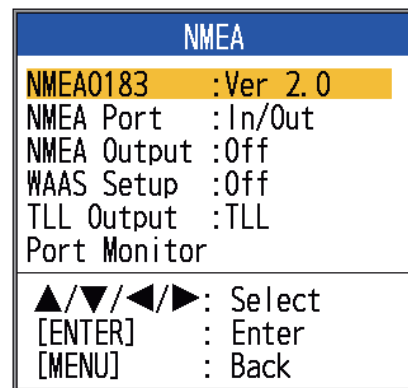 NMEA
NMEA0183 :Ver 2.0
NMEA Port :In/Out
NMEA Output :Off
WAAS Setup :Off
TLL Output :TLL
Port Monitor
▲/▼/◀/▶: Select
[ENTER] : Enter
[MENU] : Back